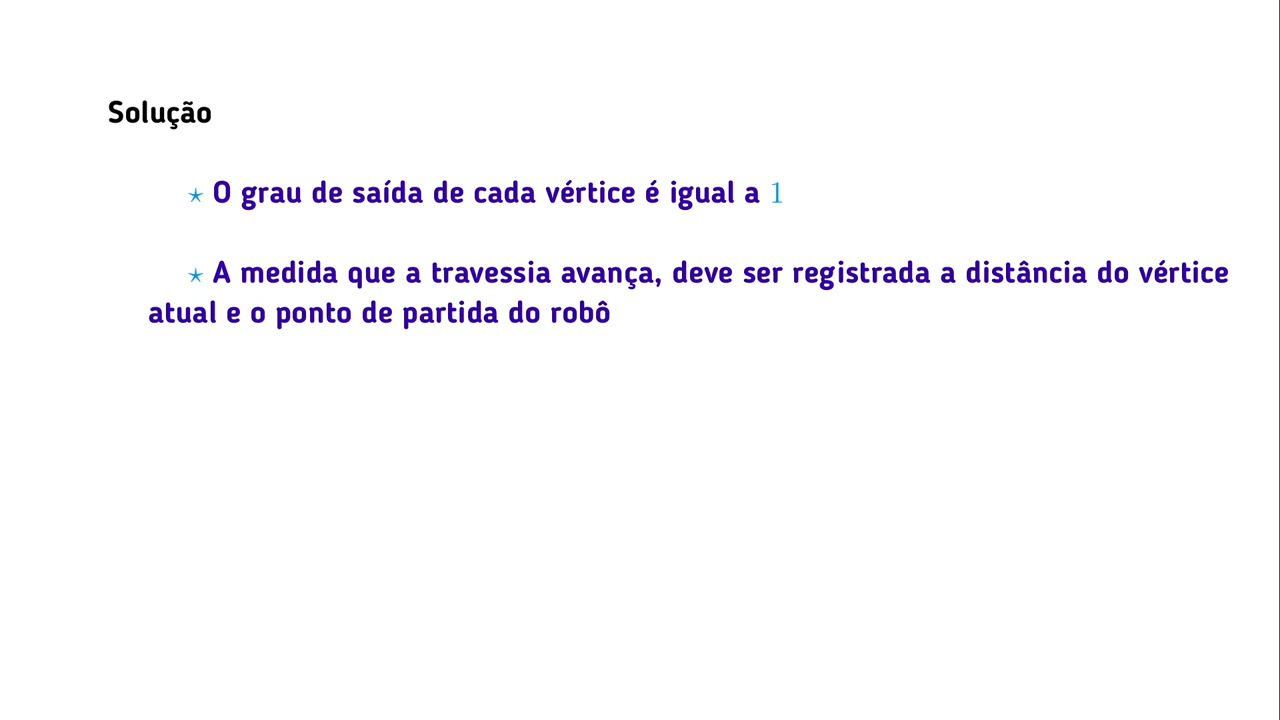 Solução
⋆ O grau de saída de cada vértice é igual a 1
⋆ A medida que a travessia avança, deve ser registrada a distância do vértice
atual e o ponto de partida do robô